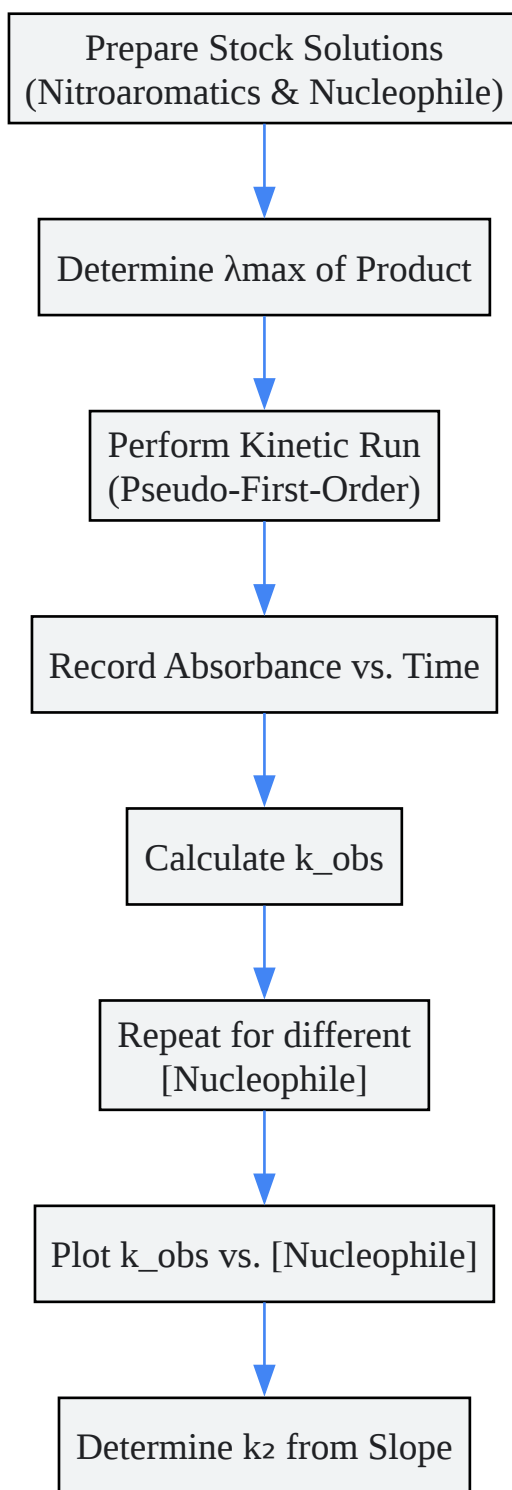 Prepare Stock Solutions
(Nitroaromatics & Nucleophile)
Determine λmax of Product
Perform Kinetic Run
(Pseudo-First-Order)
Record Absorbance vs. Time
Calculate k_obs
Repeat for different
[Nucleophile]
Plot k_obs vs. [Nucleophile]
Determine k₂ from Slope